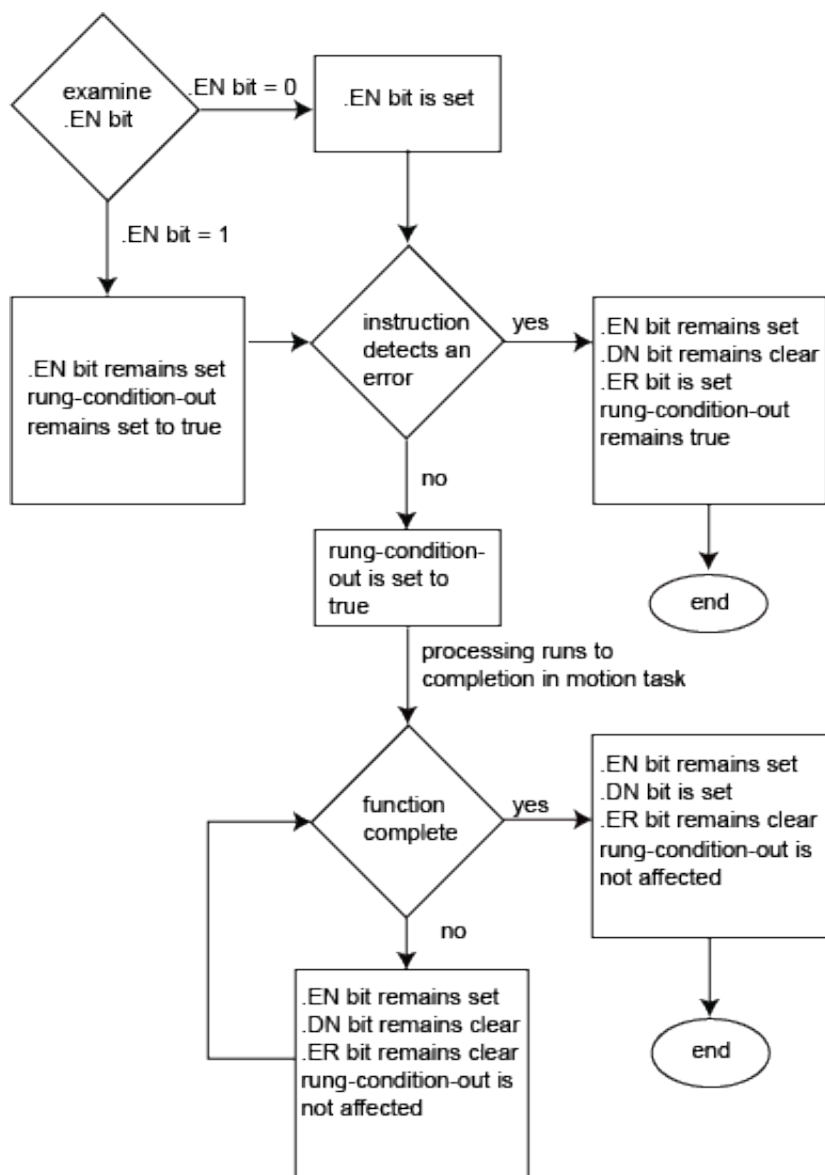 examine
.EN bit
.EN bit = 0
.EN bit is set
.EN bit = 1
.EN bit remains set
rung-condition-out
remains set to true
instruction
detects an
error
yes
.EN bit remains set
.DN bit remains clear
.ER bit is set
rung-condition-out
remains true
end
no
rung-condition-
out is set to
true
processing runs to
completion in motion task
function
complete
yes
.EN bit remains set
.DN bit is set
.ER bit remains clear
rung-condition-out is
not affected
end
no
.EN bit remains set
.DN bit remains clear
.ER bit remains clear
rung-condition-out is
not affected